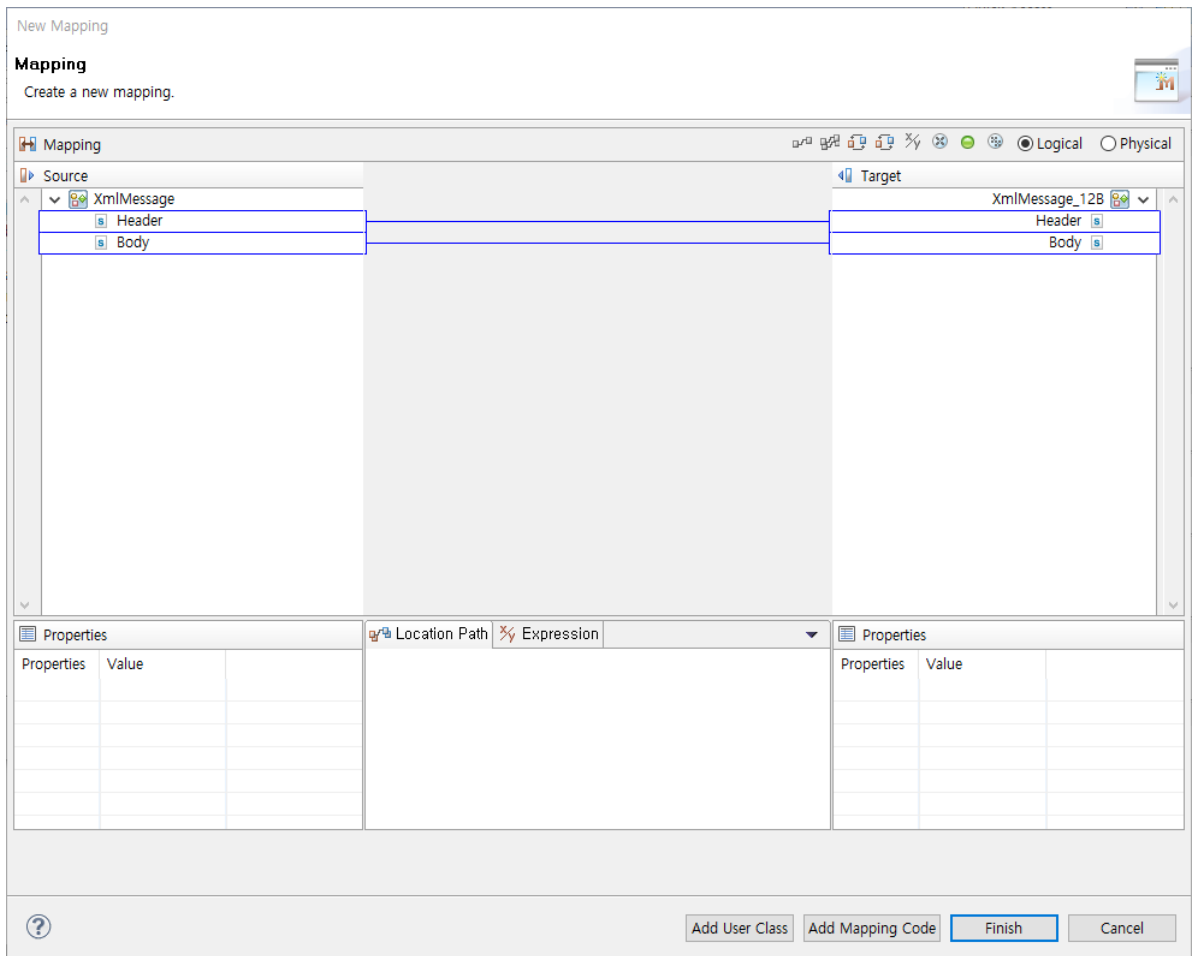 New Mapping
Mapping
Create a new mapping.
Mapping
Logical
Physical
Source
Target
XmlMessage
XmlMessage_12B
Header
Header
Body
Body
Properties
Location Path
Expression
Properties
Properties Value
Properties Value
Add User Class
Add Mapping Code
Finish
Cancel